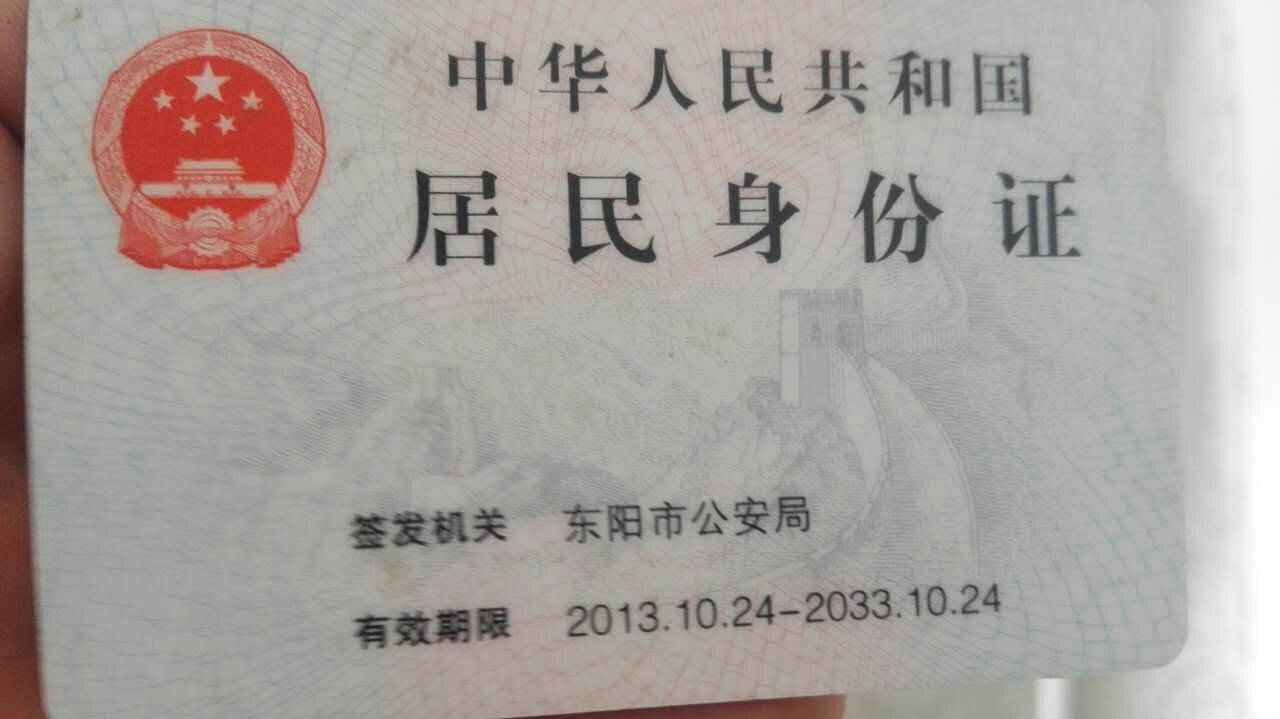 中华人民共和国
居民身份证
签发机关 东阳市公安局
有效期限 2013.10.24-2033.10.24